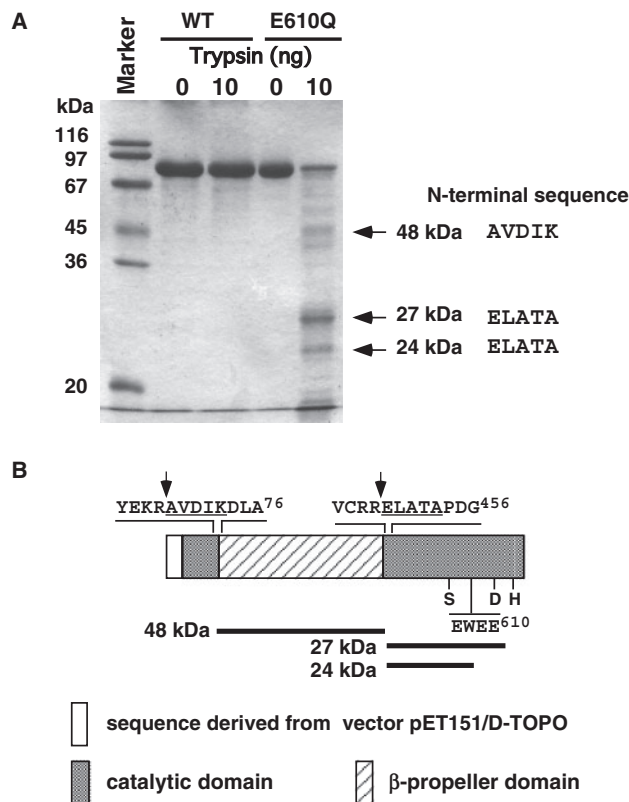 A
Marker
WT E610Q
Trypsin (ng)
0 10 0 10
kDa
116
97
67
45
36
20
N-terminal sequence
48 kDa AVDIK
27 kDa ELATA
24 kDa ELATA
B
YEKRAVDIKDLA76 VCRRELATAPDG456
S D H
EWEE610
48 kDa
27 kDa
24 kDa
sequence derived from vector pET151/D-TOPO
catalytic domain β-propeller domain